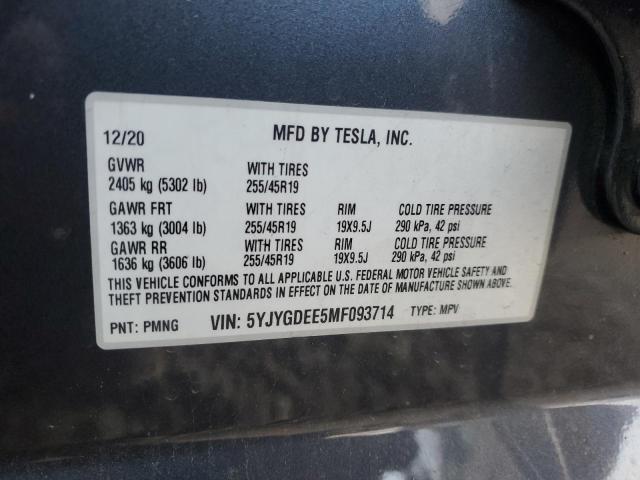 12/20 MFD BY TESLA, INC.
GVWR WITH TIRES
2405 kg (5302 lb) 255/45R19
GAWR FRT WITH TIRES RIM COLD TIRE PRESSURE
1363 kg (3004 lb) 255/45R19 19X9.5J 290 kPa, 42 psi
GAWR RR WITH TIRES RIM COLD TIRE PRESSURE
1636 kg (3606 lb) 255/45R19 19X9.5J 290 kPa, 42 psi
THIS VEHICLE CONFORMS TO ALL APPLICABLE U.S. FEDERAL MOTOR VEHICLE SAFETY AND
THEFT PREVENTION STANDARDS IN EFFECT ON THE DATE OF MANUFACTURE SHOWN ABOVE.
PNT: PMNG VIN: 5YJYGDEE5MF093714 TYPE: MPV